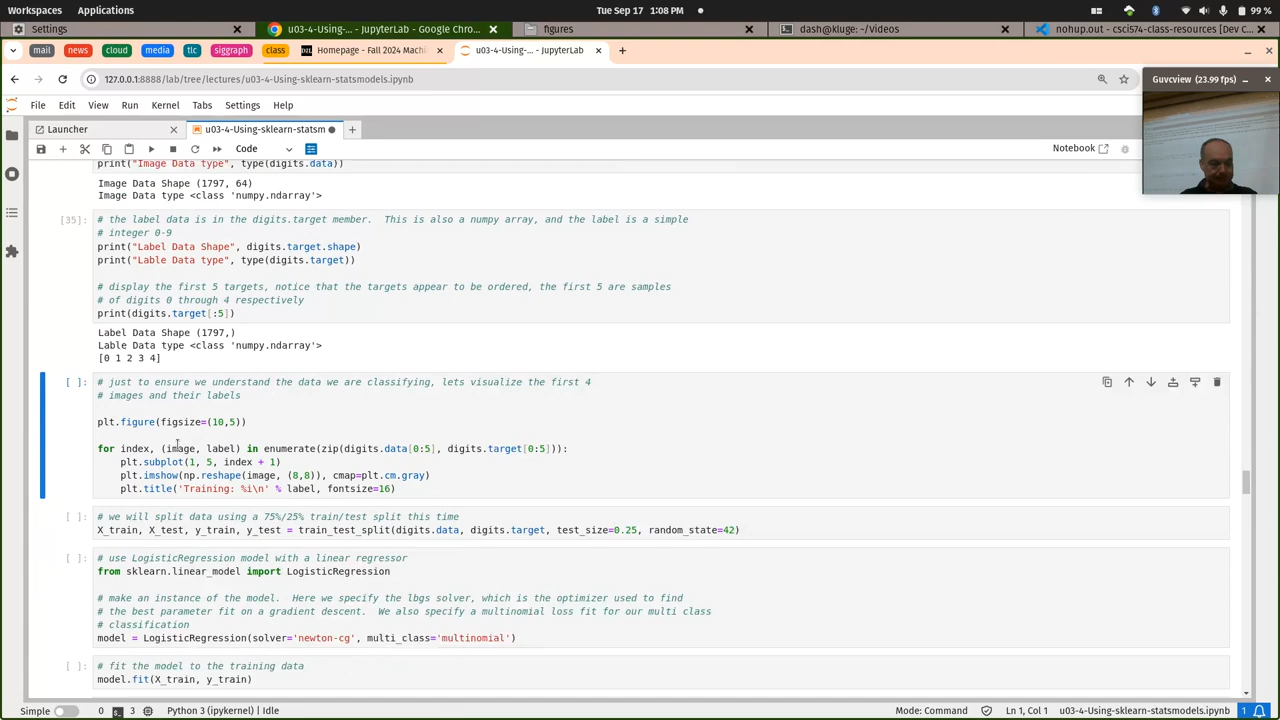 Workspaces
Applications
Tue Sep 17 1:08 PM
99 %
Settings
u03-4-Using-... - JupyterLab - Google Chro...
figures
dash@kluge: ~/Videos
nohup.out - csci574-class-resources [Dev C
mail
news
cloud
media
tlc
siggraph
class
Homepage - Fall 2024 Machi
u03-4-Using-... - JupyterLab
127.0.0.1:8888/lab/tree/lectures/u03-4-Using-sklearn-statsmodels.ipynb
Guvcview (23.99 fps)
File Edit View Run Kernel Tabs Settings Help
Launcher
u03-4-Using-sklearn-statsm
Code
Notebook
print("Image Data type", type(digits.data))
Image Data Shape (1797, 64)
Image Data type <class 'numpy.ndarray'>
[35]:
# the label data is in the digits.target member.  This is also a numpy array, and the label is a simple
# integer 0-9
print("Label Data Shape", digits.target.shape)
print("Lable Data type", type(digits.target))
# display the first 5 targets, notice that the targets appear to be ordered, the first 5 are samples
# of digits 0 through 4 respectively
print(digits.target[:5])
Label Data Shape (1797,)
Lable Data type <class 'numpy.ndarray'>
[0 1 2 3 4]
[ ]:
# just to ensure we understand the data we are classifying, lets visualize the first 4
# images and their labels
plt.figure(figsize=(10,5))
for index, (image, label) in enumerate(zip(digits.data[0:5], digits.target[0:5])):
    plt.subplot(1, 5, index + 1)
    plt.imshow(np.reshape(image, (8,8)), cmap=plt.cm.gray)
    plt.title('Training: %i\n' % label, fontsize=16)
[ ]:
# we will split data using a 75%/25% train/test split this time
X_train, X_test, y_train, y_test = train_test_split(digits.data, digits.target, test_size=0.25, random_state=42)
[ ]:
# use LogisticRegression model with a linear regressor
from sklearn.linear_model import LogisticRegression
# make an instance of the model.  Here we specify the lbgs solver, which is the optimizer used to find
# the best parameter fit on a gradient descent.  We also specify a multinomial loss fit for our multi class
# classification
model = LogisticRegression(solver='newton-cg', multi_class='multinomial')
[ ]:
# fit the model to the training data
model.fit(X_train, y_train)
Simple
0
3
Python 3 (ipykernel) | Idle
Mode: Command
Ln 1, Col 1
u03-4-Using-sklearn-statsmodels.ipynb
1